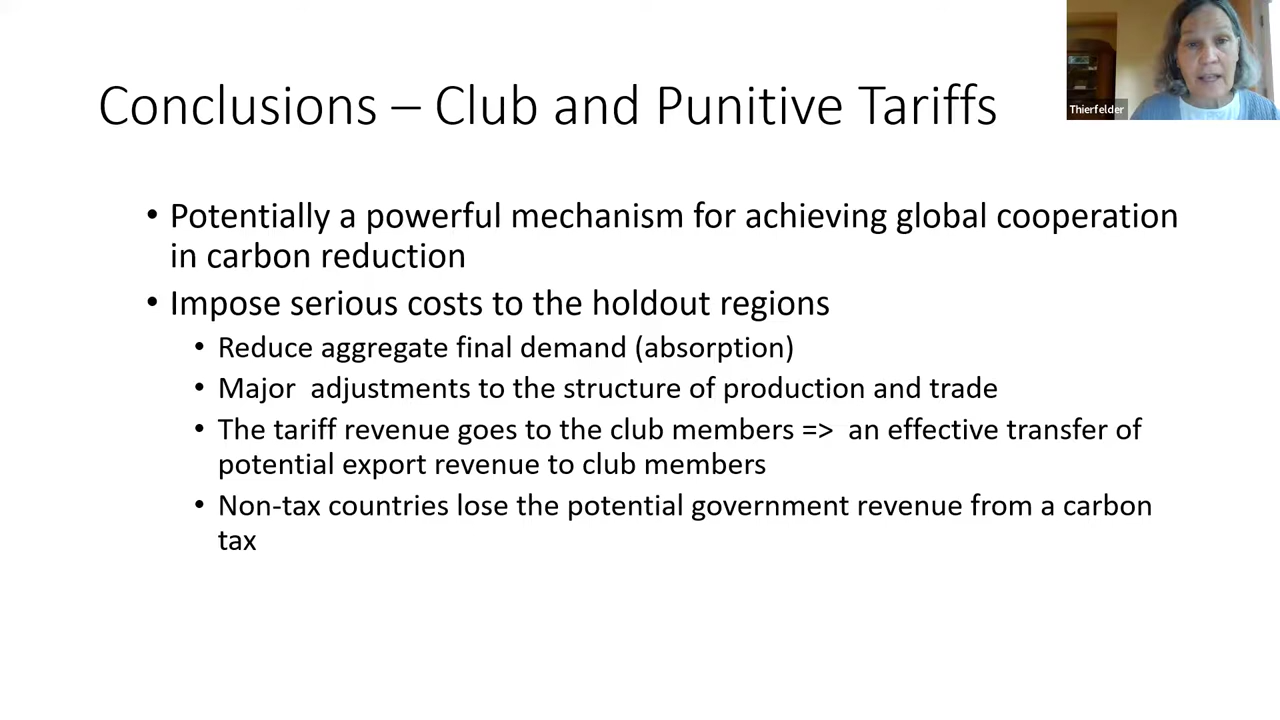 Conclusions – Club and Punitive Tariffs
Thierfelder
• Potentially a powerful mechanism for achieving global cooperation
in carbon reduction
• Impose serious costs to the holdout regions
• Reduce aggregate final demand (absorption)
• Major  adjustments to the structure of production and trade
• The tariff revenue goes to the club members =>  an effective transfer of
potential export revenue to club members
• Non-tax countries lose the potential government revenue from a carbon
tax